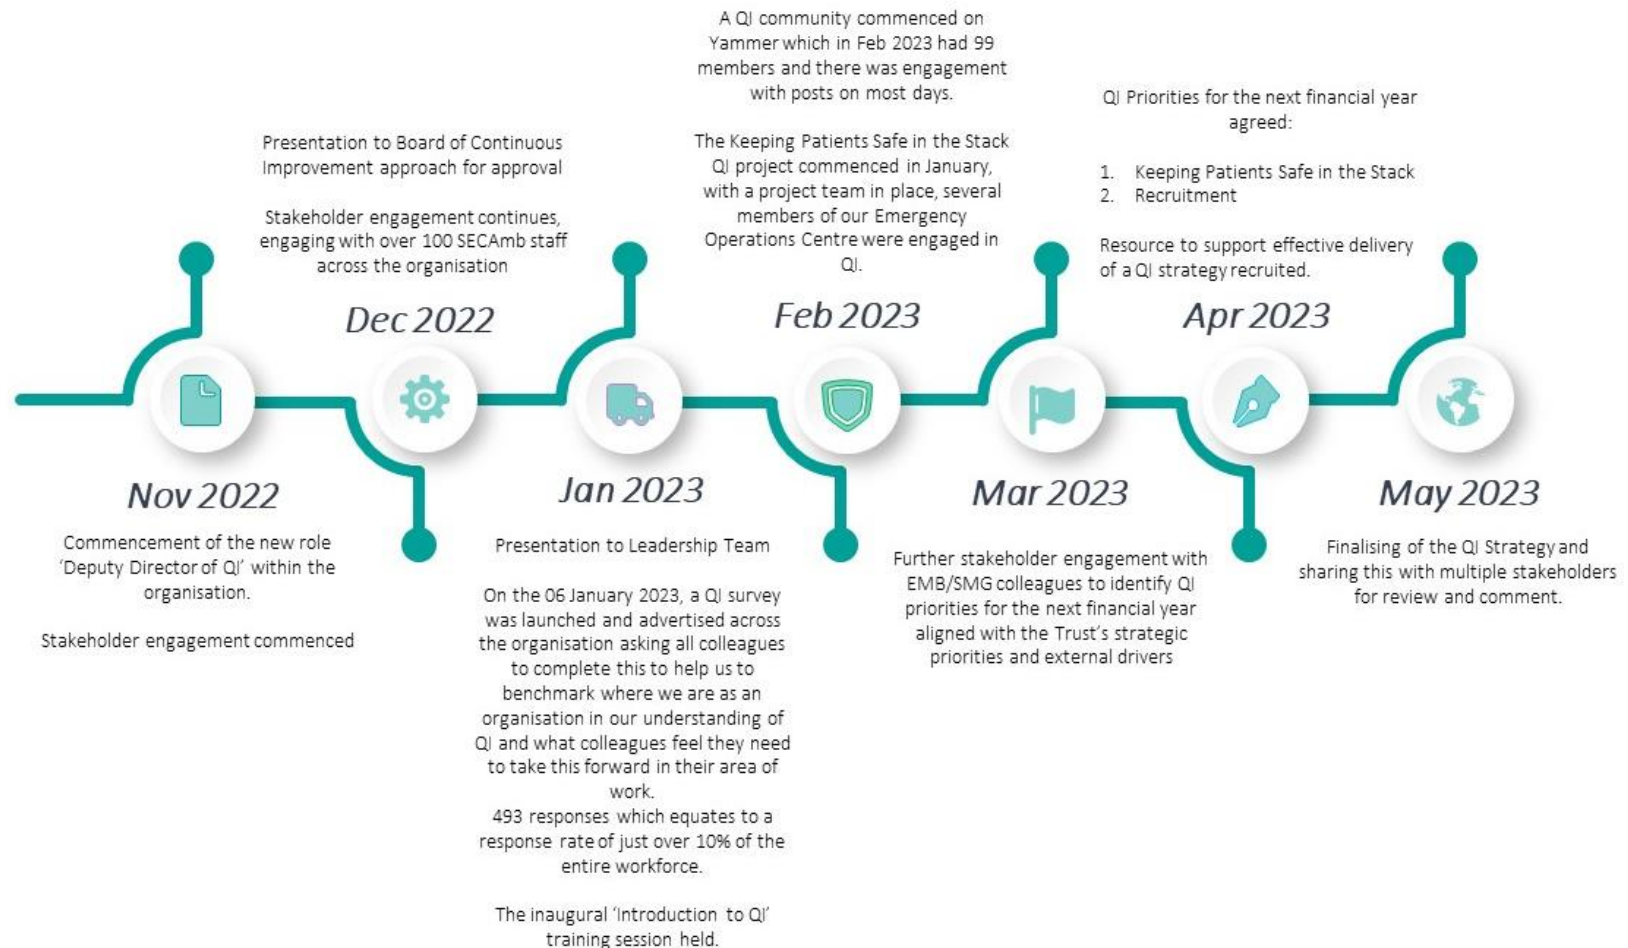 Nov 2022
Commencement of the new role
‘Deputy Director of QI’ within the
organisation.
Stakeholder engagement commenced
Presentation to Board of Continuous
Improvement approach for approval
Stakeholder engagement continues,
engaging with over 100 SECAmb staff
across the organisation
Dec 2022
Jan 2023
Presentation to Leadership Team
On the 06 January 2023, a QI survey
was launched and advertised across
the organisation asking all colleagues
to complete this to help us to
benchmark where we are as an
organisation in our understanding of
QI and what colleagues feel they need
to take this forward in their area of
work.
493 responses which equates to a
response rate of just over 10% of the
entire workforce.
The inaugural ‘Introduction to QI’
training session held.
A QI community commenced on
Yammer which in Feb 2023 had 99
members and there was engagement
with posts on most days.
The Keeping Patients Safe in the Stack
QI project commenced in January,
with a project team in place, several
members of our Emergency
Operations Centre were engaged in
QI.
Feb 2023
Mar 2023
Further stakeholder engagement with
EMB/SMG colleagues to identify QI
priorities for the next financial year
aligned with the Trust’s strategic
priorities and external drivers
QI Priorities for the next financial year
agreed:
1. Keeping Patients Safe in the Stack
2. Recruitment
Resource to support effective delivery
of a QI strategy recruited.
Apr 2023
May 2023
Finalising of the QI Strategy and
sharing this with multiple stakeholders
for review and comment.